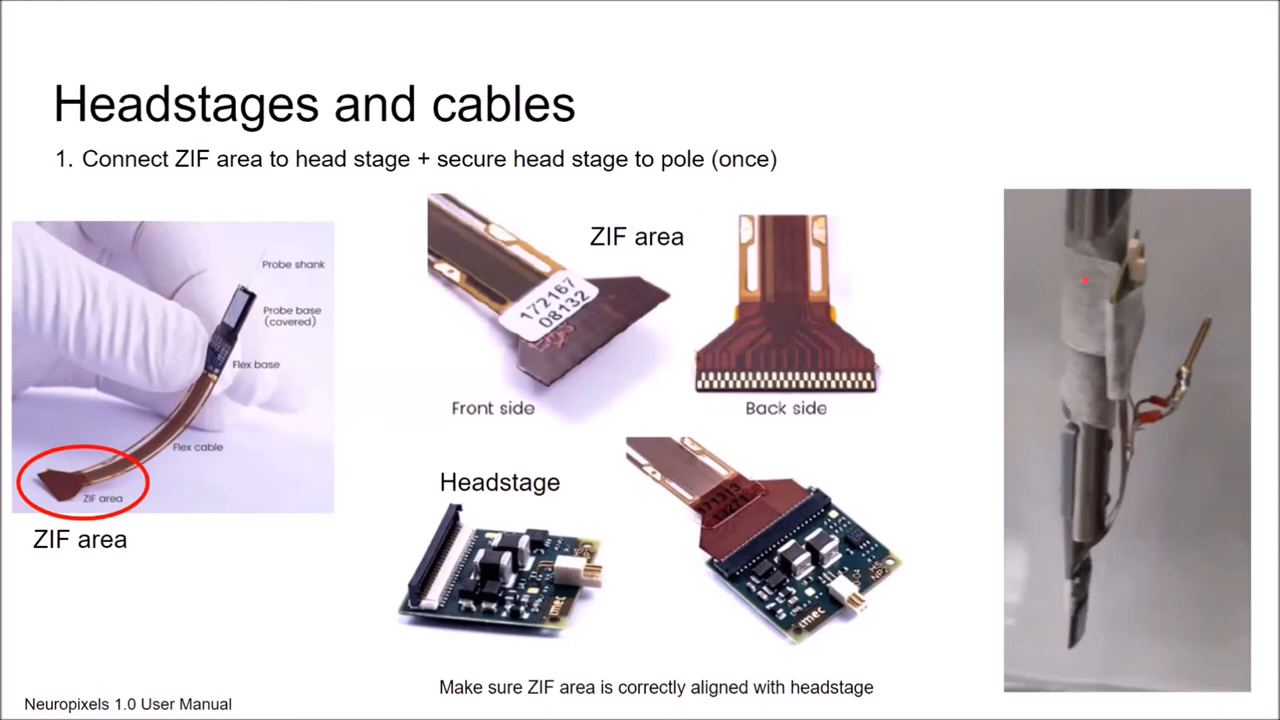 Headstages and cables
1. Connect ZIF area to head stage + secure head stage to pole (once)
Probe shank
Probe base
(covered)
Flex base
Flex cable
ZIF area
ZIF area
ZIF area
172167
08132
Front side
Back side
Headstage
imec
imec
Make sure ZIF area is correctly aligned with headstage
Neuropixels 1.0 User Manual